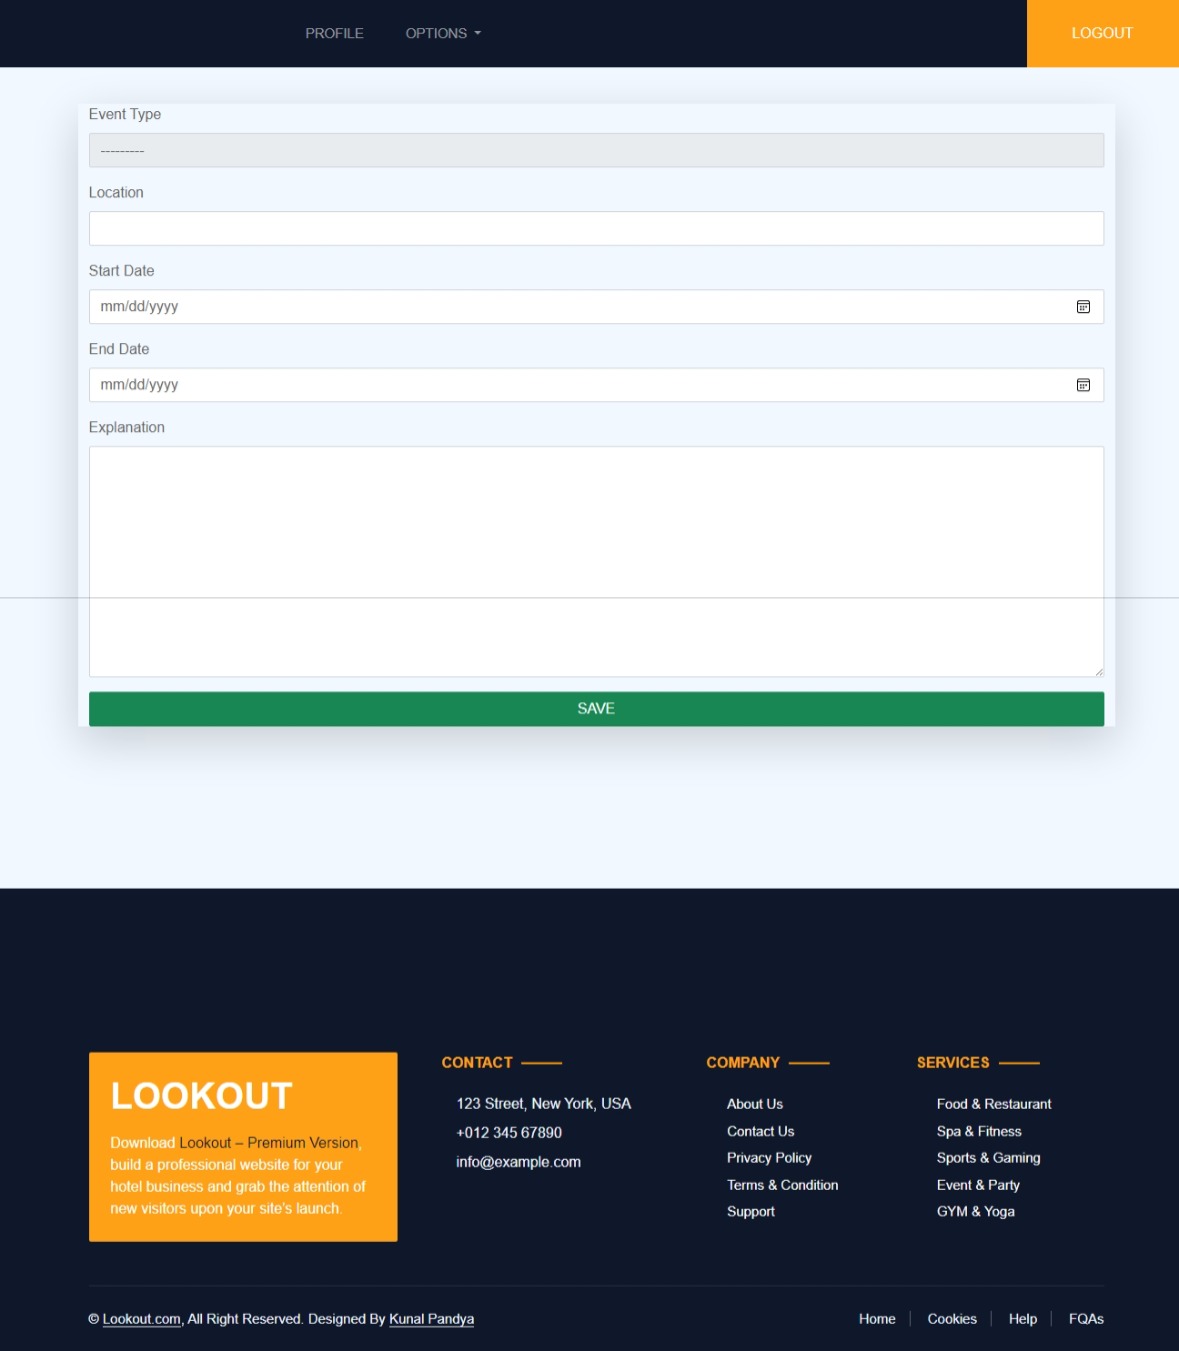 PROFILE
OPTIONS
LOGOUT
Event Type
---------
Location
Start Date
mm/dd/yyyy
End Date
mm/dd/yyyy
Explanation
SAVE
LOOKOUT
Download Lookout – Premium Version,
build a professional website for your
hotel business and grab the attention of
new visitors upon your site's launch.
CONTACT
123 Street, New York, USA
+012 345 67890
info@example.com
COMPANY
About Us
Contact Us
Privacy Policy
Terms & Condition
Support
SERVICES
Food & Restaurant
Spa & Fitness
Sports & Gaming
Event & Party
GYM & Yoga
© Lookout.com, All Right Reserved. Designed By Kunal Pandya
Home
Cookies
Help
FQAs